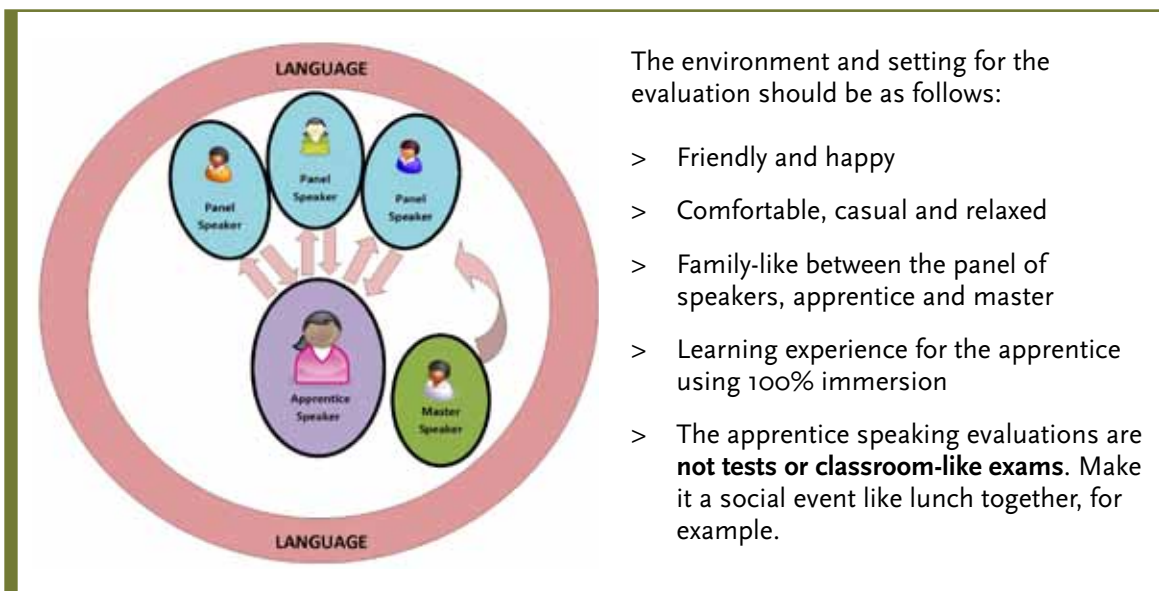 LANGUAGE
Panel
Speaker
Panel
Speaker
Panel
Speaker
Apprentice
Speaker
Master
Speaker
LANGUAGE
The environment and setting for the
evaluation should be as follows:
> Friendly and happy
> Comfortable, casual and relaxed
> Family-like between the panel of
speakers, apprentice and master
> Learning experience for the apprentice
using 100% immersion
> The apprentice speaking evaluations are
not tests or classroom-like exams. Make
it a social event like lunch together, for
example.